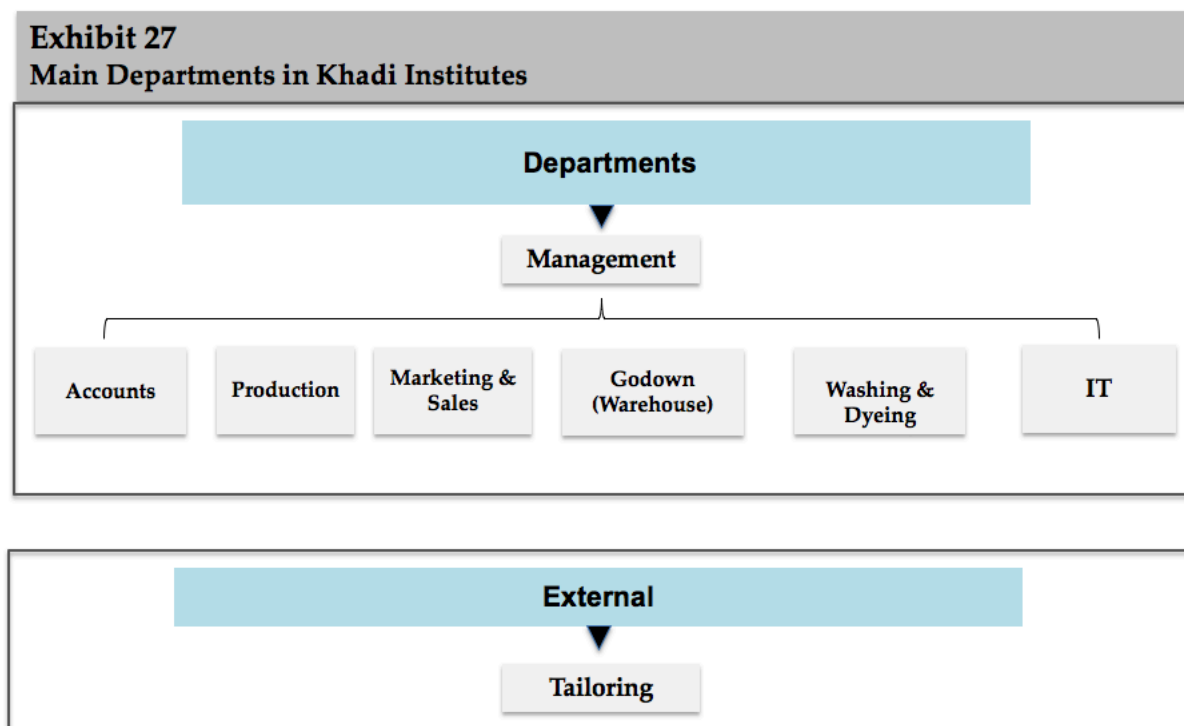 Exhibit 27
Main Departments in Khadi Institutes
Departments
Management
Accounts
Production
Marketing &
Sales
Godown
(Warehouse)
Washing &
Dyeing
IT
External
Tailoring